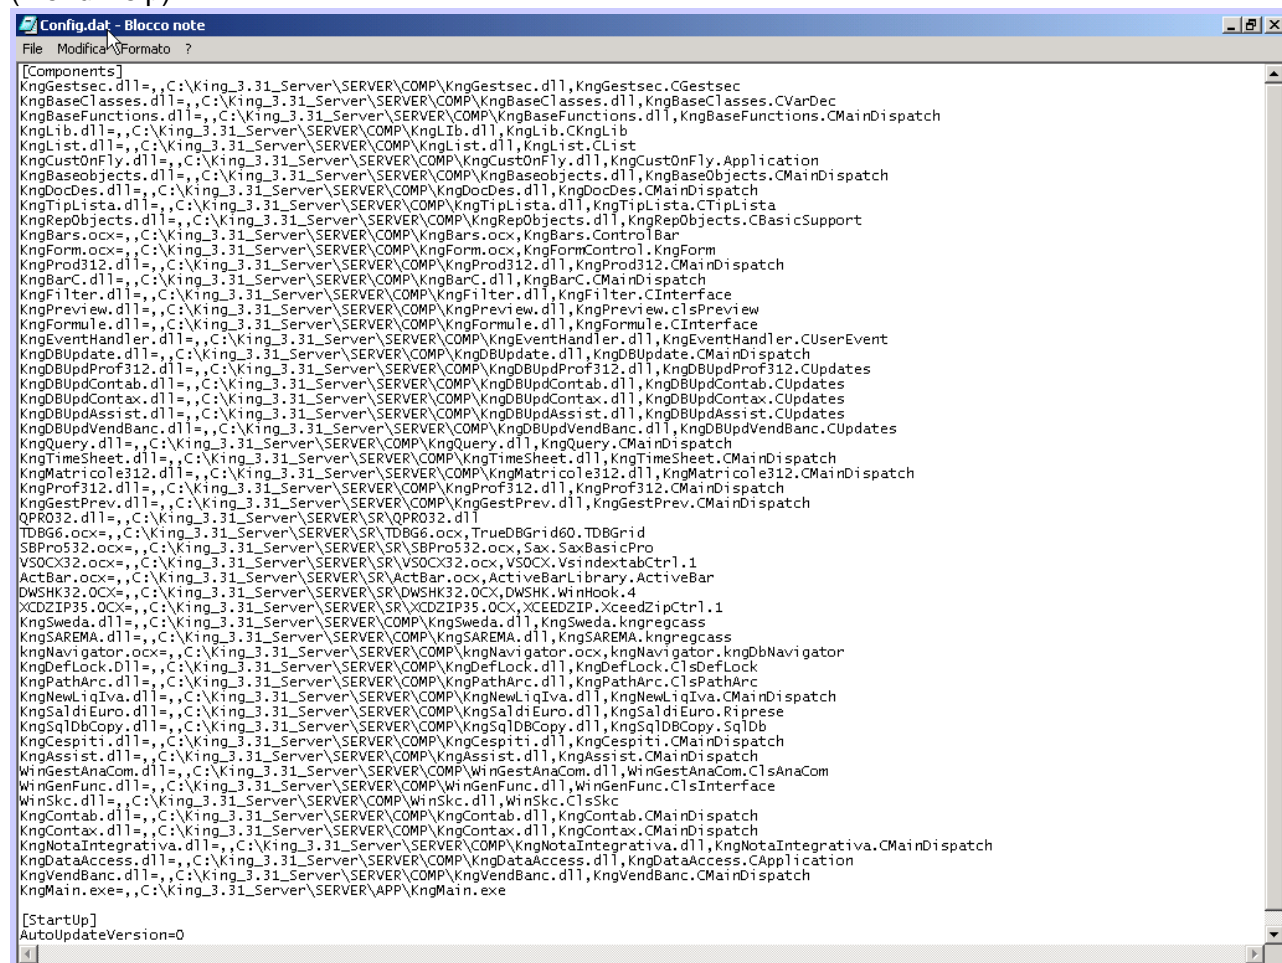 Config.dat - Blocco note
File Modifica Formato ?
[Components]
KngGestsec.dll=,,C:\King_3.31_Server\SERVER\COMP\KngGestsec.dll,KngGestsec.CGestsec
KngBaseClasses.dll=,,C:\King_3.31_Server\SERVER\COMP\KngBaseClasses.dll,KngBaseClasses.CVarDec
KngBaseFunctions.dll=,,C:\King_3.31_Server\SERVER\COMP\KngBaseFunctions.dll,KngBaseFunctions.CMainDispatch
KngLib.dll=,,C:\King_3.31_Server\SERVER\COMP\KngLIb.dll,KngLib.CKngLib
KngList.dll=,,C:\King_3.31_Server\SERVER\COMP\KngList.dll,KngList.CList
KngCustOnFly.dll=,,C:\King_3.31_Server\SERVER\COMP\KngCustOnFly.dll,KngCustOnFly.Application
KngBaseobjects.dll=,,C:\King_3.31_Server\SERVER\COMP\KngBaseobjects.dll,KngBaseObjects.CMainDispatch
KngDocDes.dll=,,C:\King_3.31_Server\SERVER\COMP\KngDocDes.dll,KngDocDes.CMainDispatch
KngTipLista.dll=,,C:\King_3.31_Server\SERVER\COMP\KngTipLista.dll,KngTipLista.CTipLista
KngRepObjects.dll=,,C:\King_3.31_Server\SERVER\COMP\KngRepObjects.dll,KngRepObjects.CBasicSupport
KngBars.ocx=,,C:\King_3.31_Server\SERVER\COMP\KngBars.ocx,KngBars.ControlBar
KngForm.ocx=,,C:\King_3.31_Server\SERVER\COMP\KngForm.ocx,KngFormControl.KngForm
KngProd312.dll=,,C:\King_3.31_Server\SERVER\COMP\KngProd312.dll,KngProd312.CMainDispatch
KngBarC.dll=,,C:\King_3.31_Server\SERVER\COMP\KngBarC.dll,KngBarC.CMainDispatch
KngFilter.dll=,,C:\King_3.31_Server\SERVER\COMP\KngFilter.dll,KngFilter.CInterface
KngPreview.dll=,,C:\King_3.31_Server\SERVER\COMP\KngPreview.dll,KngPreview.clsPreview
KngFormule.dll=,,C:\King_3.31_Server\SERVER\COMP\KngFormule.dll,KngFormule.CInterface
KngEventHandler.dll=,,C:\King_3.31_Server\SERVER\COMP\KngEventHandler.dll,KngEventHandler.CUserEvent
KngDBUpdate.dll=,,C:\King_3.31_Server\SERVER\COMP\KngDBUpdate.dll,KngDBUpdate.CMainDispatch
KngDBUpdProf312.dll=,,C:\King_3.31_Server\SERVER\COMP\KngDBUpdProf312.dll,KngDBUpdProf312.CUpdates
KngDBUpdContab.dll=,,C:\King_3.31_Server\SERVER\COMP\KngDBUpdContab.dll,KngDBUpdContab.CUpdates
KngDBUpdContax.dll=,,C:\King_3.31_Server\SERVER\COMP\KngDBUpdContax.dll,KngDBUpdContax.CUpdates
KngDBUpdAssist.dll=,,C:\King_3.31_Server\SERVER\COMP\KngDBUpdAssist.dll,KngDBUpdAssist.CUpdates
KngDBUpdVendBanc.dll=,,C:\King_3.31_Server\SERVER\COMP\KngDBUpdVendBanc.dll,KngDBUpdVendBanc.CUpdates
KngQuery.dll=,,C:\King_3.31_Server\SERVER\COMP\KngQuery.dll,KngQuery.CMainDispatch
KngTimeSheet.dll=,,C:\King_3.31_Server\SERVER\COMP\KngTimeSheet.dll,KngTimeSheet.CMainDispatch
KngMatricole312.dll=,,C:\King_3.31_Server\SERVER\COMP\KngMatricole312.dll,KngMatricole312.CMainDispatch
KngProf312.dll=,,C:\King_3.31_Server\SERVER\COMP\KngProf312.dll,KngProf312.CMainDispatch
KngGestPrev.dll=,,C:\King_3.31_Server\SERVER\COMP\KngGestPrev.dll,KngGestPrev.CMainDispatch
QPRO32.dll=,,C:\King_3.31_Server\SERVER\SR\QPRO32.dll
TDBG6.ocx=,,C:\King_3.31_Server\SERVER\SR\TDBG6.ocx,TrueDBGrid60.TDBGrid
SBPro532.ocx=,,C:\King_3.31_Server\SERVER\SR\SBPro532.ocx,Sax.SaxBasicPro
VSOCX32.ocx=,,C:\King_3.31_Server\SERVER\SR\VSOCX32.ocx,VSOCX.VsindextabCtrl.1
ActBar.ocx=,,C:\King_3.31_Server\SERVER\SR\ActBar.ocx,ActiveBarLibrary.ActiveBar
DWSHK32.OCX=,,C:\King_3.31_Server\SERVER\SR\DWSHK32.OCX,DWSHK.WinHook.4
XCDZIP35.OCX=,,C:\King_3.31_Server\SERVER\SR\XCDZIP35.OCX,XCEEDZIP.XceedZipCtrl.1
KngSweda.dll=,,C:\King_3.31_Server\SERVER\COMP\KngSweda.dll,KngSweda.kngregcass
KngSAREMA.dll=,,C:\King_3.31_Server\SERVER\COMP\KngSAREMA.dll,KngSAREMA.kngregcass
kngNavigator.ocx=,,C:\King_3.31_Server\SERVER\COMP\kngNavigator.ocx,kngNavigator.kngDbNavigator
KngDefLock.Dll=,,C:\King_3.31_Server\SERVER\COMP\KngDefLock.dll,KngDefLock.ClsDefLock
KngPathArc.dll=,,C:\King_3.31_Server\SERVER\COMP\KngPathArc.dll,KngPathArc.ClsPathArc
KngNewLiqIva.dll=,,C:\King_3.31_Server\SERVER\COMP\KngNewLiqIva.dll,KngNewLiqIva.CMainDispatch
KngSaldiEuro.dll=,,C:\King_3.31_Server\SERVER\COMP\KngSaldiEuro.dll,KngSaldiEuro.Riprese
KngSqlDbCopy.dll=,,C:\King_3.31_Server\SERVER\COMP\KngSqlDBCopy.dll,KngSqlDBCopy.SqlDb
KngCespiti.dll=,,C:\King_3.31_Server\SERVER\COMP\KngCespiti.dll,KngCespiti.CMainDispatch
KngAssist.dll=,,C:\King_3.31_Server\SERVER\COMP\KngAssist.dll,KngAssist.CMainDispatch
WinGestAnaCom.dll=,,C:\King_3.31_Server\SERVER\COMP\WinGestAnaCom.dll,WinGestAnaCom.ClsAnaCom
WinGenFunc.dll=,,C:\King_3.31_Server\SERVER\COMP\WinGenFunc.dll,WinGenFunc.ClsInterface
WinSkc.dll=,,C:\King_3.31_Server\SERVER\COMP\WinSkc.dll,WinSkc.ClsSkc
KngContab.dll=,,C:\King_3.31_Server\SERVER\COMP\KngContab.dll,KngContab.CMainDispatch
KngContax.dll=,,C:\King_3.31_Server\SERVER\COMP\KngContax.dll,KngContax.CMainDispatch
KngNotaIntegrativa.dll=,,C:\King_3.31_Server\SERVER\COMP\KngNotaIntegrativa.dll,KngNotaIntegrativa.CMainDispatch
KngDataAccess.dll=,,C:\King_3.31_Server\SERVER\COMP\KngDataAccess.dll,KngDataAccess.CApplication
KngVendBanc.dll=,,C:\King_3.31_Server\SERVER\COMP\KngVendBanc.dll,KngVendBanc.CMainDispatch
KngMain.exe=,,C:\King_3.31_Server\SERVER\APP\KngMain.exe
[StartUp]
AutoUpdateVersion=0